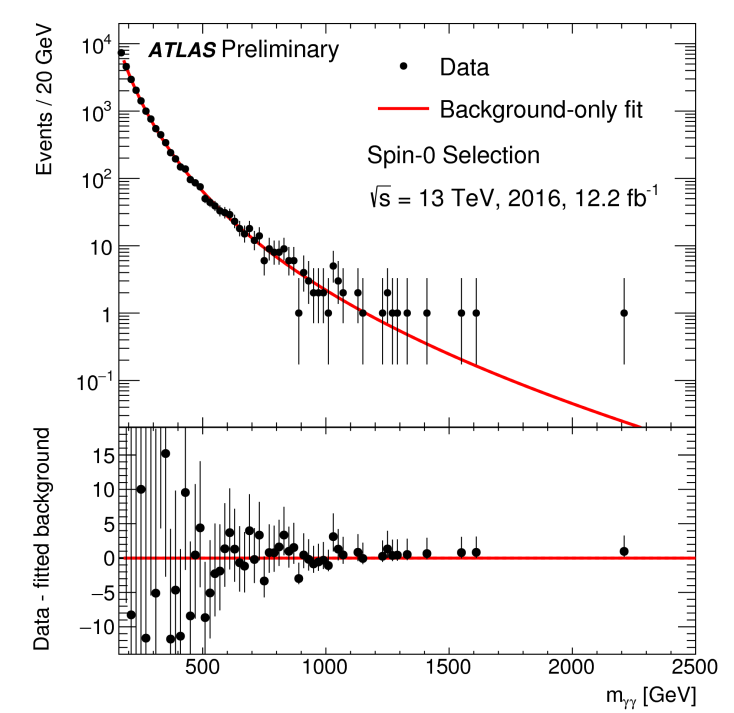 ATLAS Preliminary
Data
Background-only fit
Spin-0 Selection
√s = 13 TeV, 2016, 12.2 fb⁻¹
Events / 20 GeV
10⁴
10³
10²
10
1
10⁻¹
Data - fitted background
15
10
5
0
−5
−10
500 1000 1500 2000 2500
mγγ [GeV]